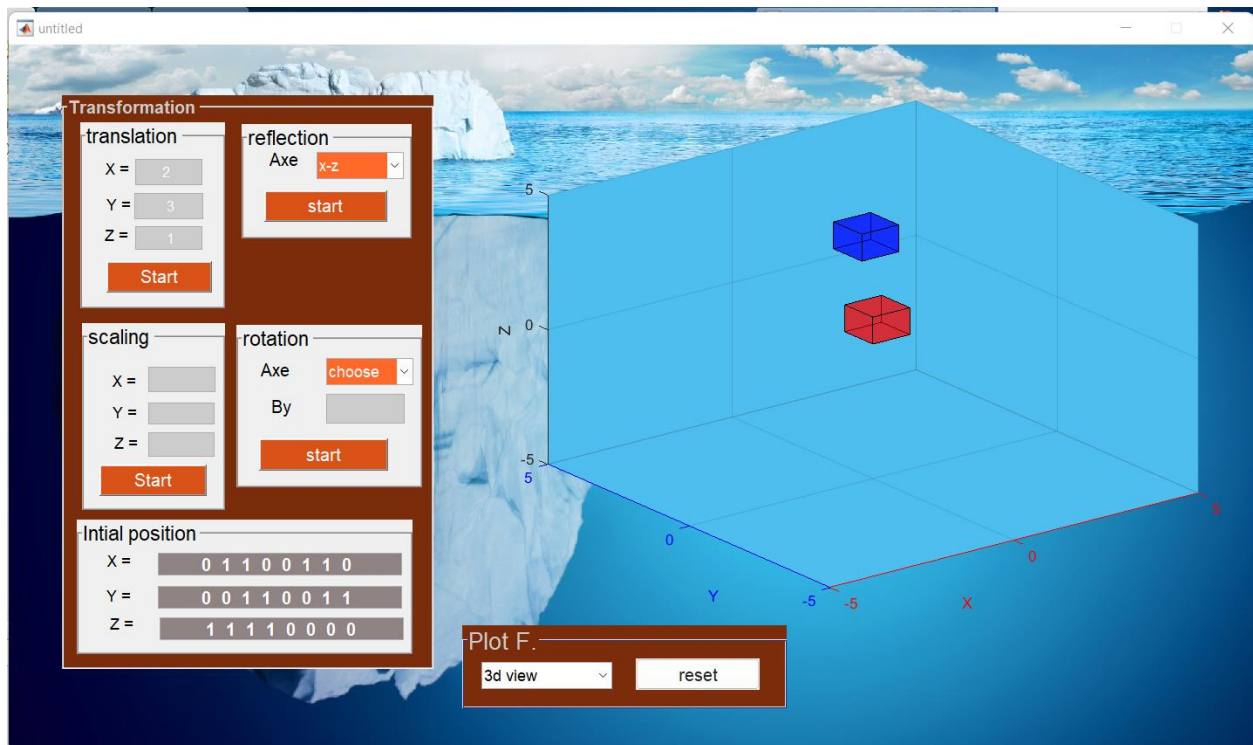 untitled
Transformation
translation
X = 2
Y = 3
Z = 1
Start
reflection
Axe x-z
start
scaling
X =
Y =
Z =
Start
rotation
Axe choose
By
start
Intial position
X = 0 1 1 0 0 1 1 0
Y = 0 0 1 1 0 0 1 1
Z = 1 1 1 1 0 0 0 0
5
0
-5
Z
5
0
-5
Y
-5
0
5
X
Plot F.
3d view
reset